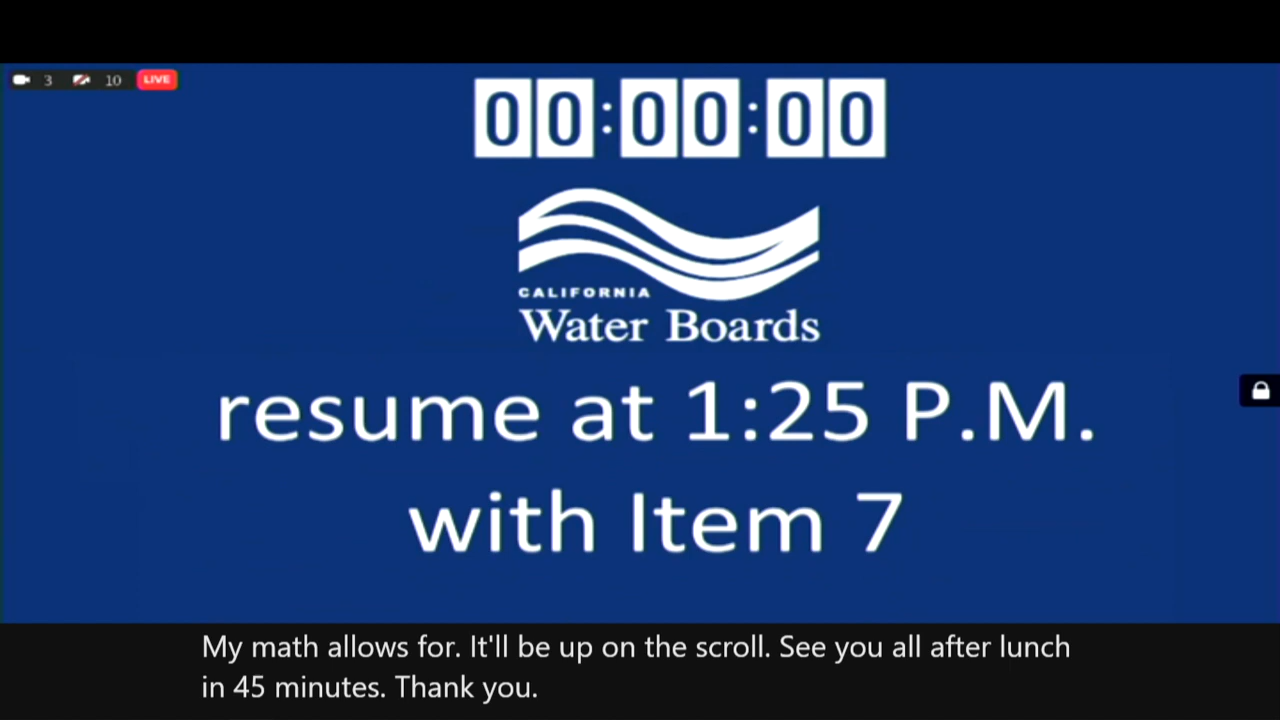 3 10 LIVE
00:00:00
CALIFORNIA
Water Boards
resume at 1:25 P.M.
with Item 7
My math allows for. It'll be up on the scroll. See you all after lunch
in 45 minutes. Thank you.